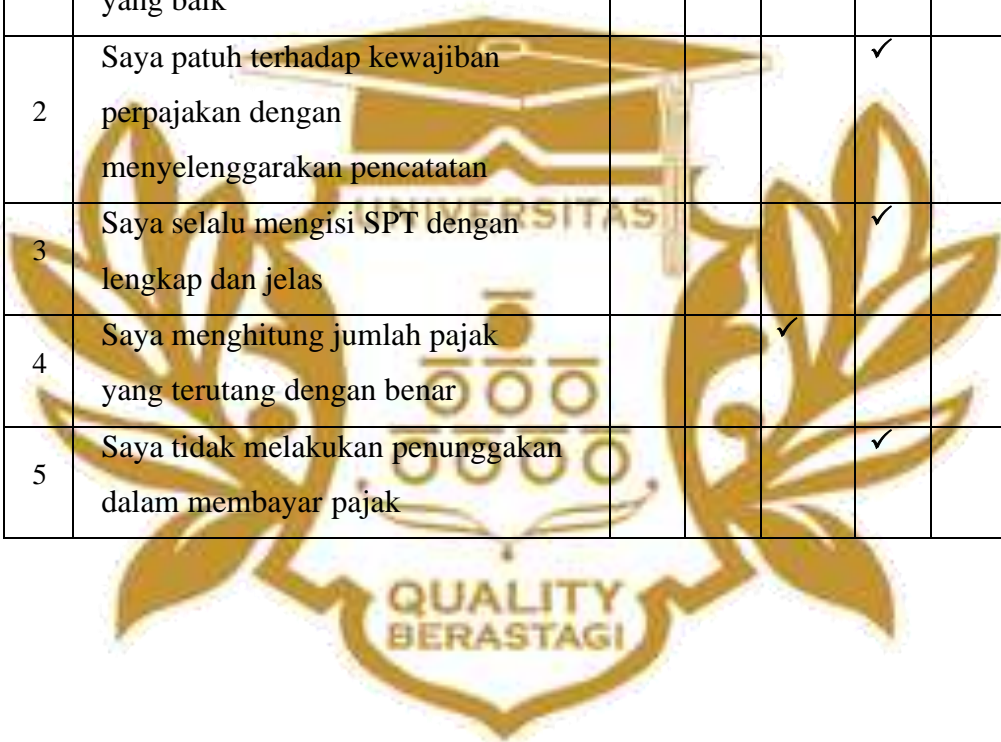 yang baik
Saya patuh terhadap kewajiban ✓
2 perpajakan dengan
menyelenggarakan pencatatan
UNIVERSITAS
Saya selalu mengisi SPT dengan ✓
3
lengkap dan jelas
Saya menghitung jumlah pajak ✓
4
yang terutang dengan benar
Saya tidak melakukan penunggakan ✓
5
dalam membayar pajak
QUALITY
BERASTAGI